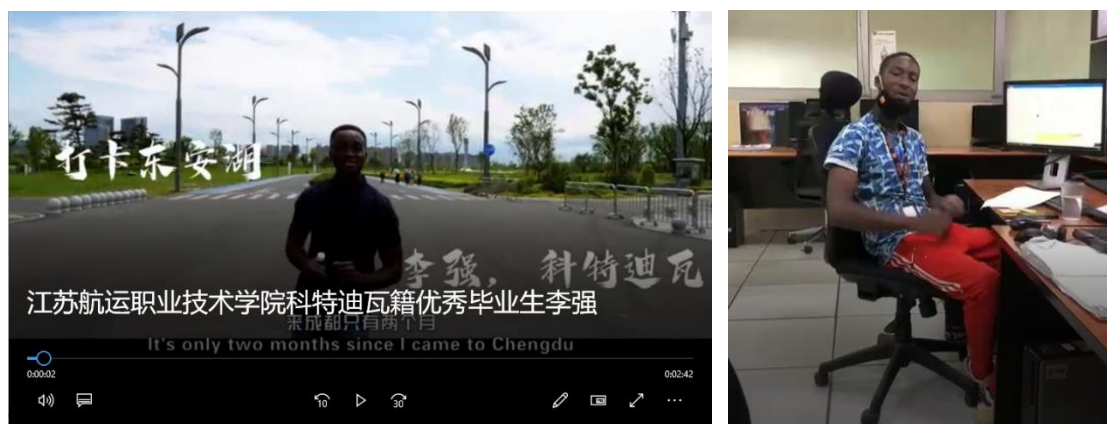 打卡东安湖
李强, 科特迪瓦
江苏航运职业技术学院科特迪瓦籍优秀毕业生李强
来成都只有两个月
It's only two months since I came to Chengdu
0:00:02
0:02:42
10
30